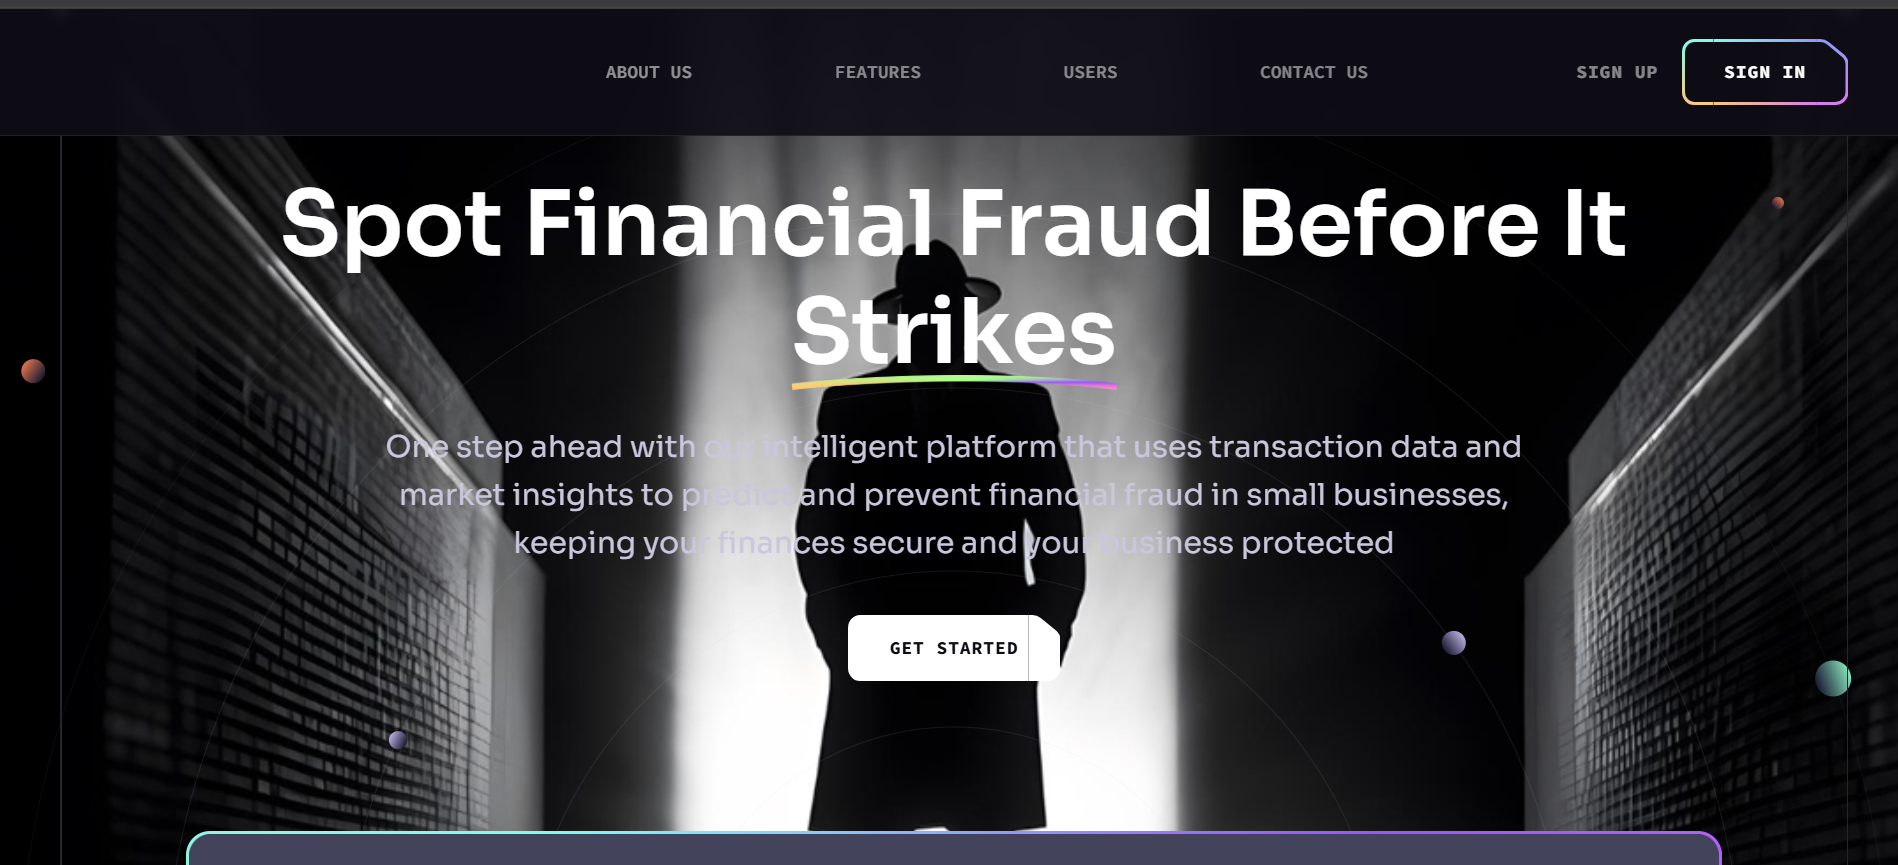 ABOUT US
FEATURES
USERS
CONTACT US
SIGN UP
SIGN IN
Spot Financial Fraud Before It
Strikes
One step ahead with our intelligent platform that uses transaction data and
market insights to predict and prevent financial fraud in small businesses,
keeping your finances secure and your business protected
GET STARTED